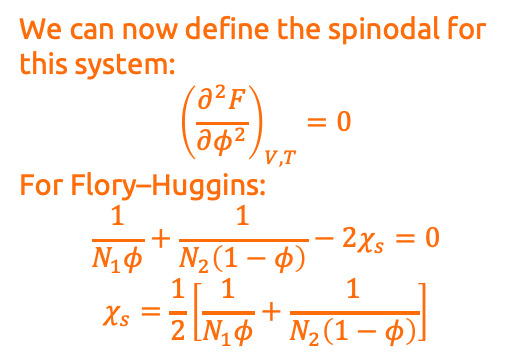 We can now define the spinodal for
this system:
(∂²F/∂ϕ²)_{V,T} = 0
For Flory–Huggins:
1/(N₁ϕ) + 1/(N₂(1 − ϕ)) − 2χₛ = 0
χₛ = 1/2 [1/(N₁ϕ) + 1/(N₂(1 − ϕ))]